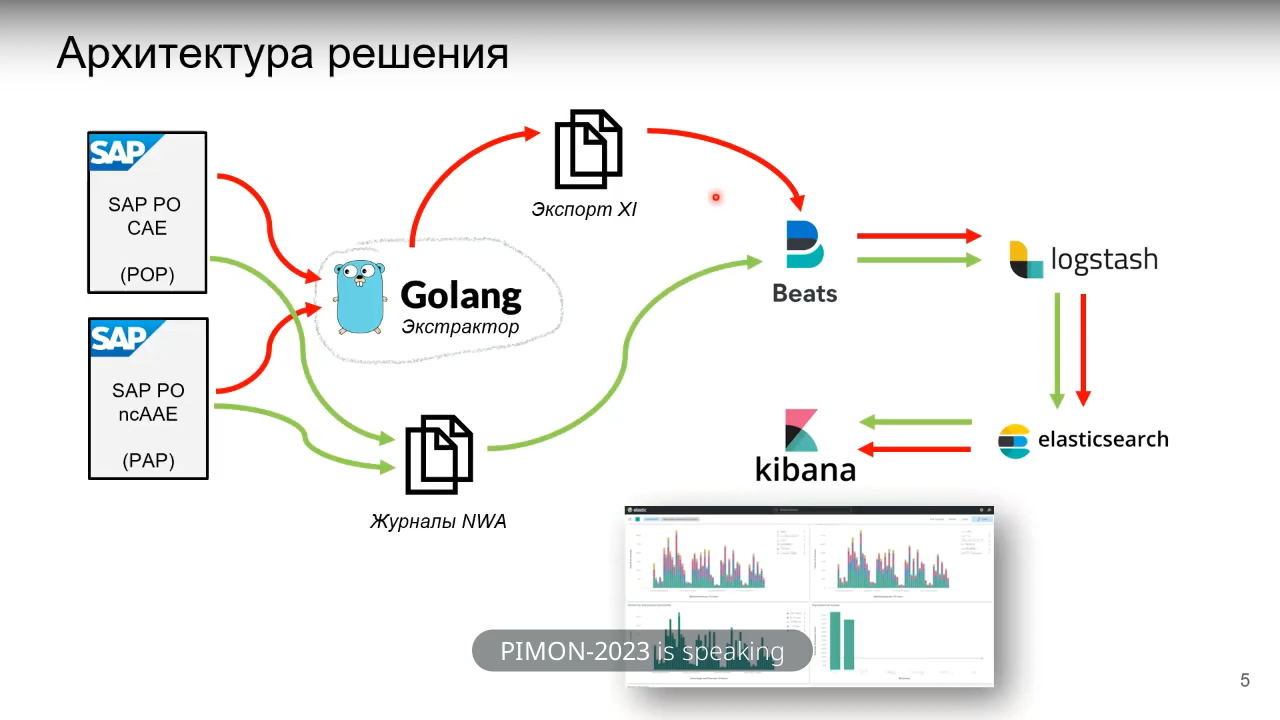 Архитектура решения
SAP
SAP PO
CAE
(POP)
SAP
SAP PO
ncAAE
(PAP)
Экспорт XI
Golang
Экстрактор
Журналы NWA
Beats
logstash
elasticsearch
kibana
elastic
PIMON-2023 is speaking
5